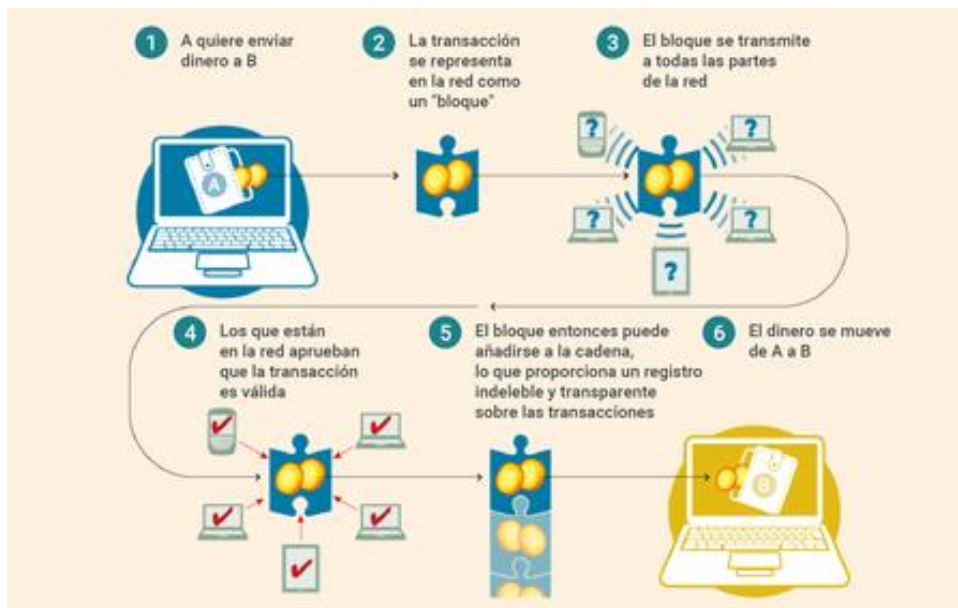 1 A quiere enviar
dinero a B
2 La transacción
se representa
en la red como
un "bloque"
3 El bloque se transmite
a todas las partes
de la red
A
?
?
?
?
?
4 Los que están
en la red aprueban
que la transacción
es válida
5 El bloque entonces puede
añadirse a la cadena,
lo que proporciona un registro
indeleble y transparente
sobre las transacciones
6 El dinero se mueve
de A a B
B